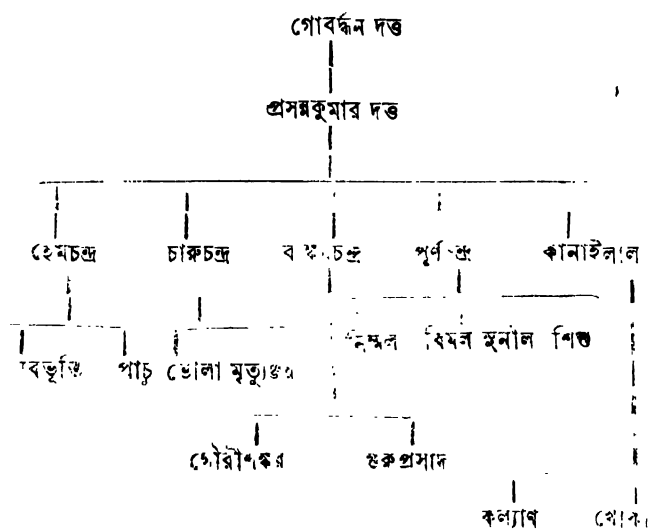 গোবর্দ্ধন দত্ত
প্রসন্নকুমার দত্ত
হেমচন্দ্র চারুচন্দ্র পূর্ণচন্দ্র কানাইলাল
বিমল সুনীল শিশু
পাচু ভোলা মৃত্যুঞ্জয়
গৌরীশঙ্কর গুরুপ্রসাদ
কল্যাণ খোকা